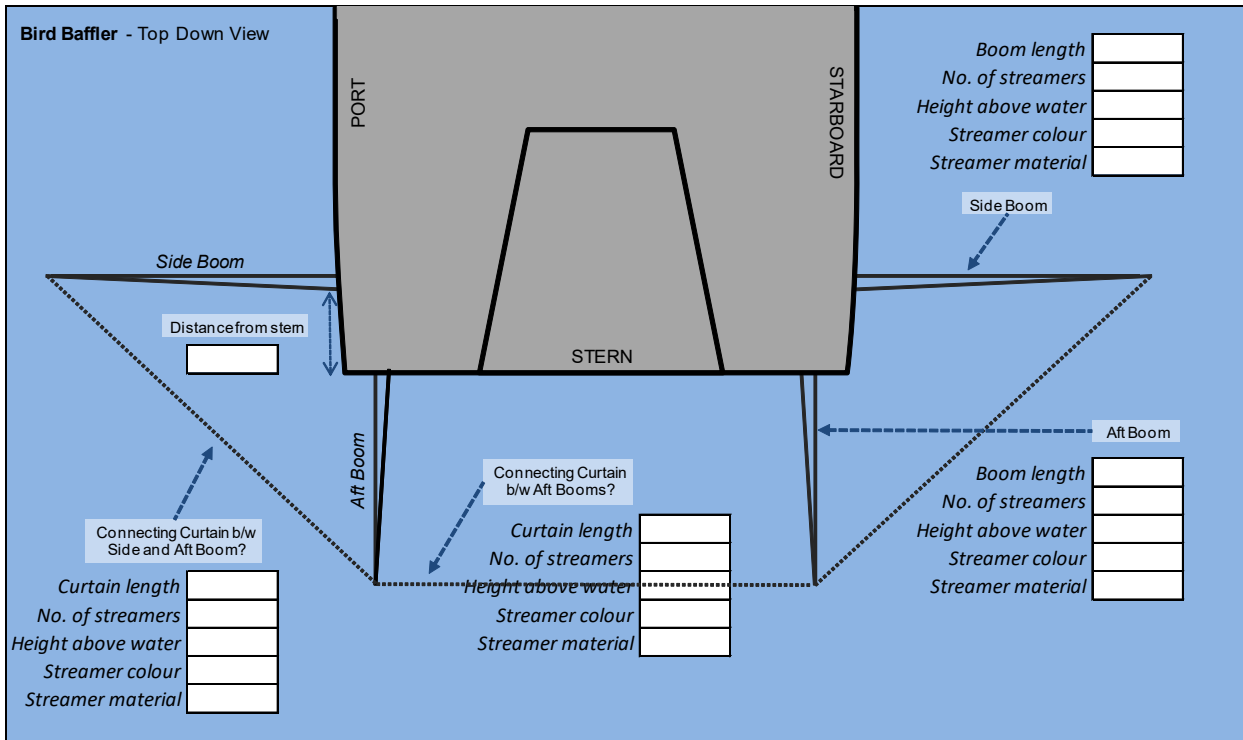 Bird Baffler - Top Down View
PORT
STARBOARD
Boom length
No. of streamers
Height above water
Streamer colour
Streamer material
Side Boom
Side Boom
Distance from stern
STERN
Aft Boom
Aft Boom
Connecting Curtain
b/w Aft Booms?
Boom length
No. of streamers
Height above water
Streamer colour
Streamer material
Connecting Curtain b/w
Side and Aft Boom?
Curtain length
No. of streamers
Height above water
Streamer colour
Streamer material
Curtain length
No. of streamers
Height above water
Streamer colour
Streamer material